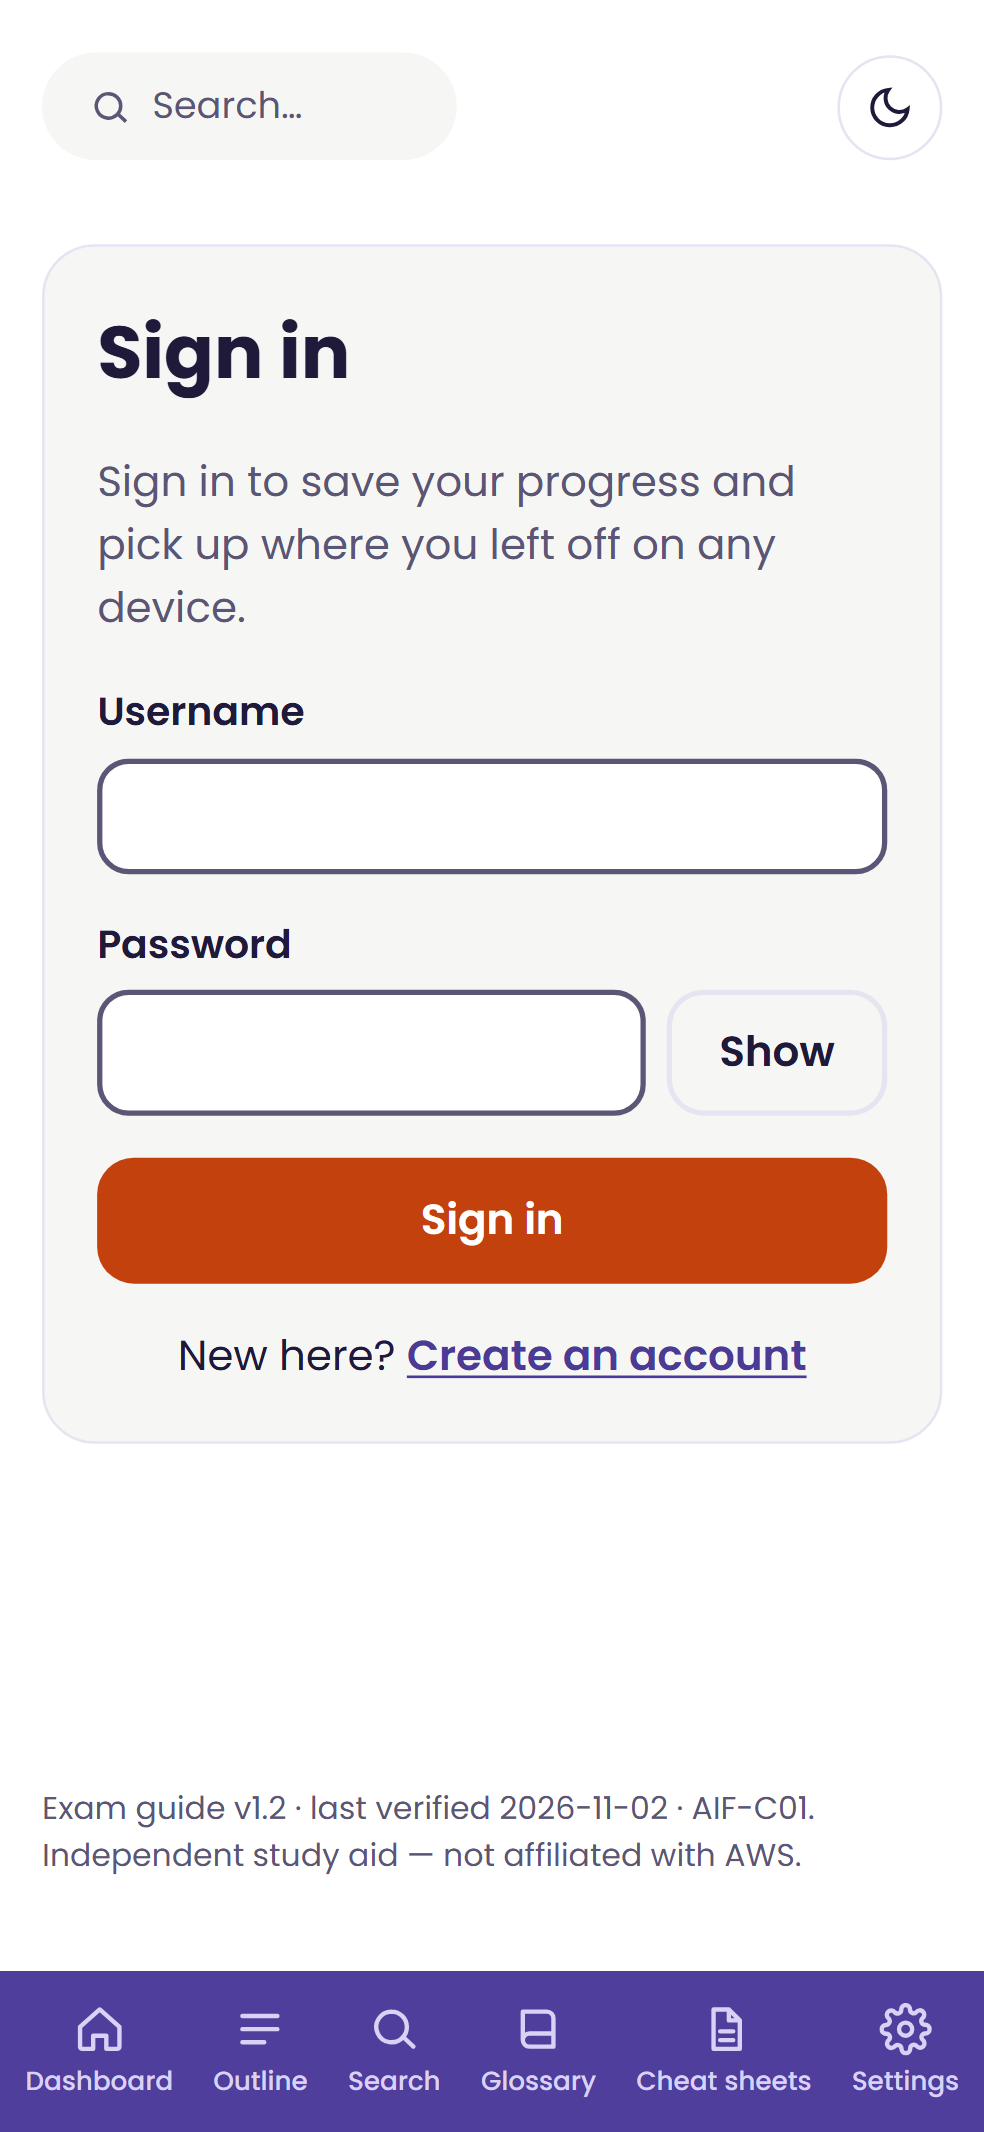 Search...
Sign in
Sign in to save your progress and
pick up where you left off on any
device.
Username
Password
Show
Sign in
New here? Create an account
Exam guide v1.2 · last verified 2026-11-02 · AIF-C01.
Independent study aid — not affiliated with AWS.
Dashboard Outline Search Glossary Cheat sheets Settings